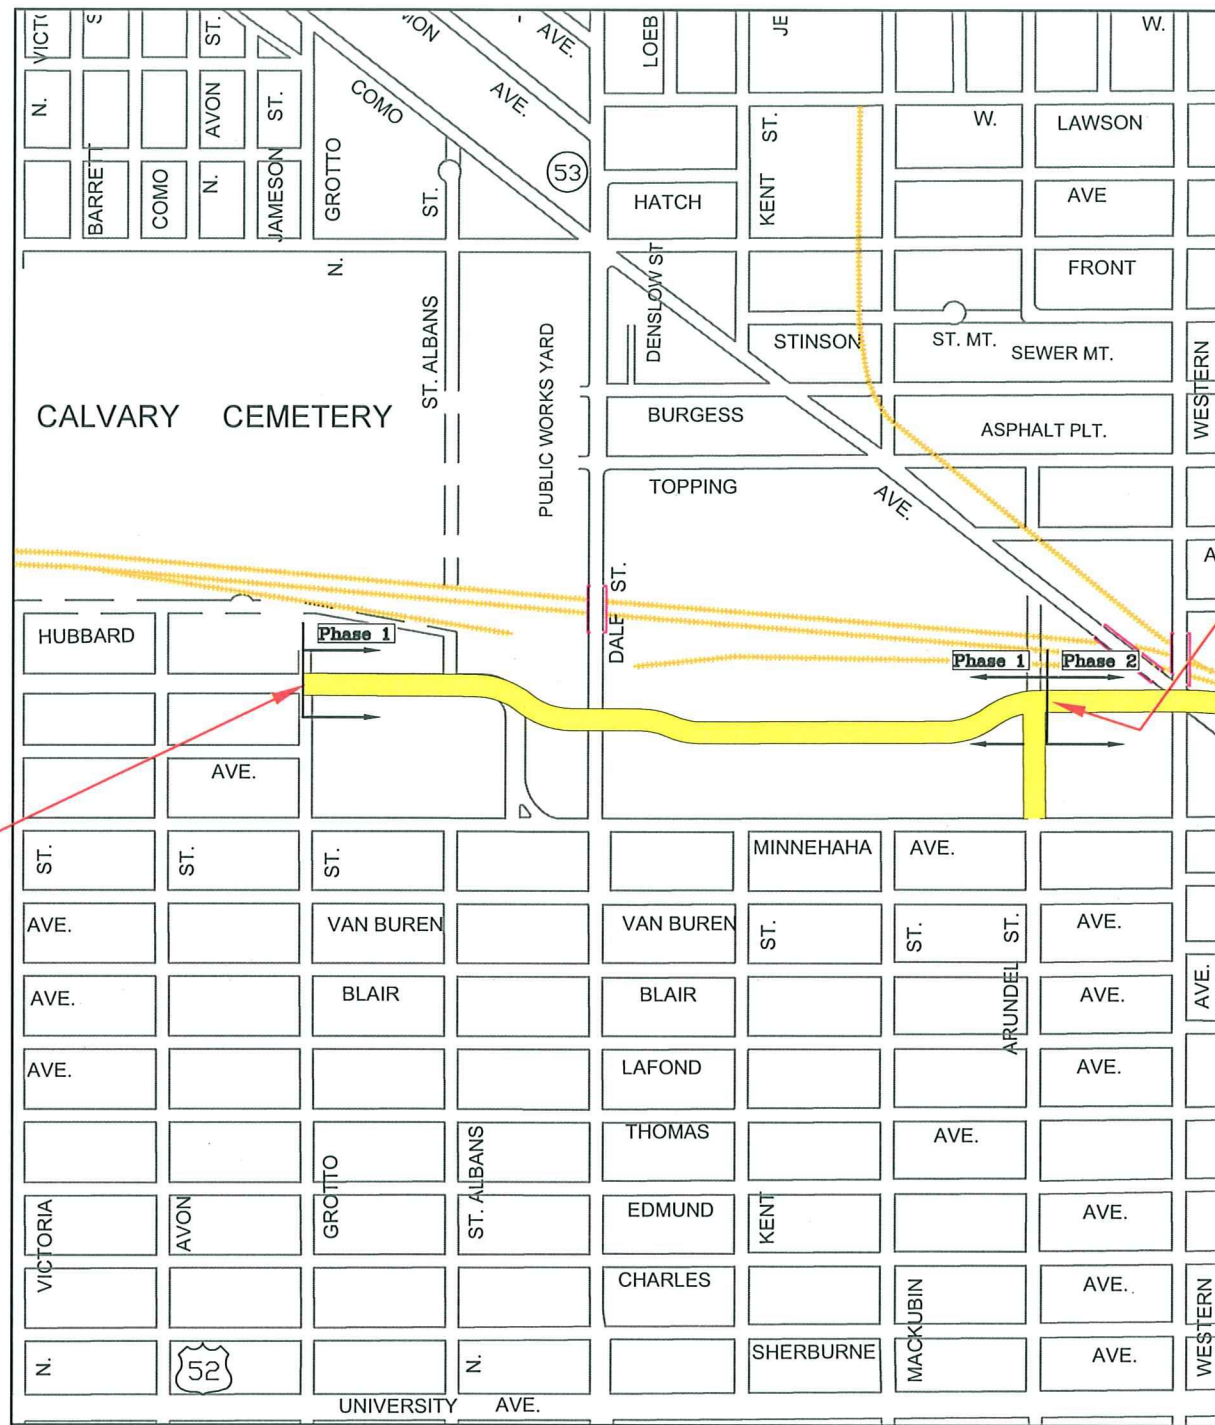 VICT
S
ST.
MION
AVE.
LOEB
JE
W.
N.
AVON
ST.
COMO
AVE.
ST.
W.
LAWSON
53
BARRETT
COMO
N.
JAMESON
GROTTO
ST.
HATCH
KENT
AVE
N.
DENSLOW ST
FRONT
ST. ALBANS
PUBLIC WORKS YARD
STINSON
ST. MT.
SEWER MT.
WESTERN
CALVARY CEMETERY
BURGESS
ASPHALT PLT.
TOPPING
AVE.
A
ST.
DALE
HUBBARD
Phase 1
Phase 1
Phase 2
AVE.
ST.
ST.
ST.
MINNEHAHA
AVE.
AVE.
VAN BUREN
VAN BUREN
ST.
ST.
ST.
AVE.
AVE.
BLAIR
BLAIR
ARUNDEL
AVE.
AVE.
AVE.
LAFOND
AVE.
THOMAS
AVE.
VICTORIA
AVON
GROTTO
ST. ALBANS
EDMUND
KENT
AVE.
CHARLES
MACKUBIN
AVE.
WESTERN
N.
52
N.
SHERBURNE
AVE.
UNIVERSITY AVE.